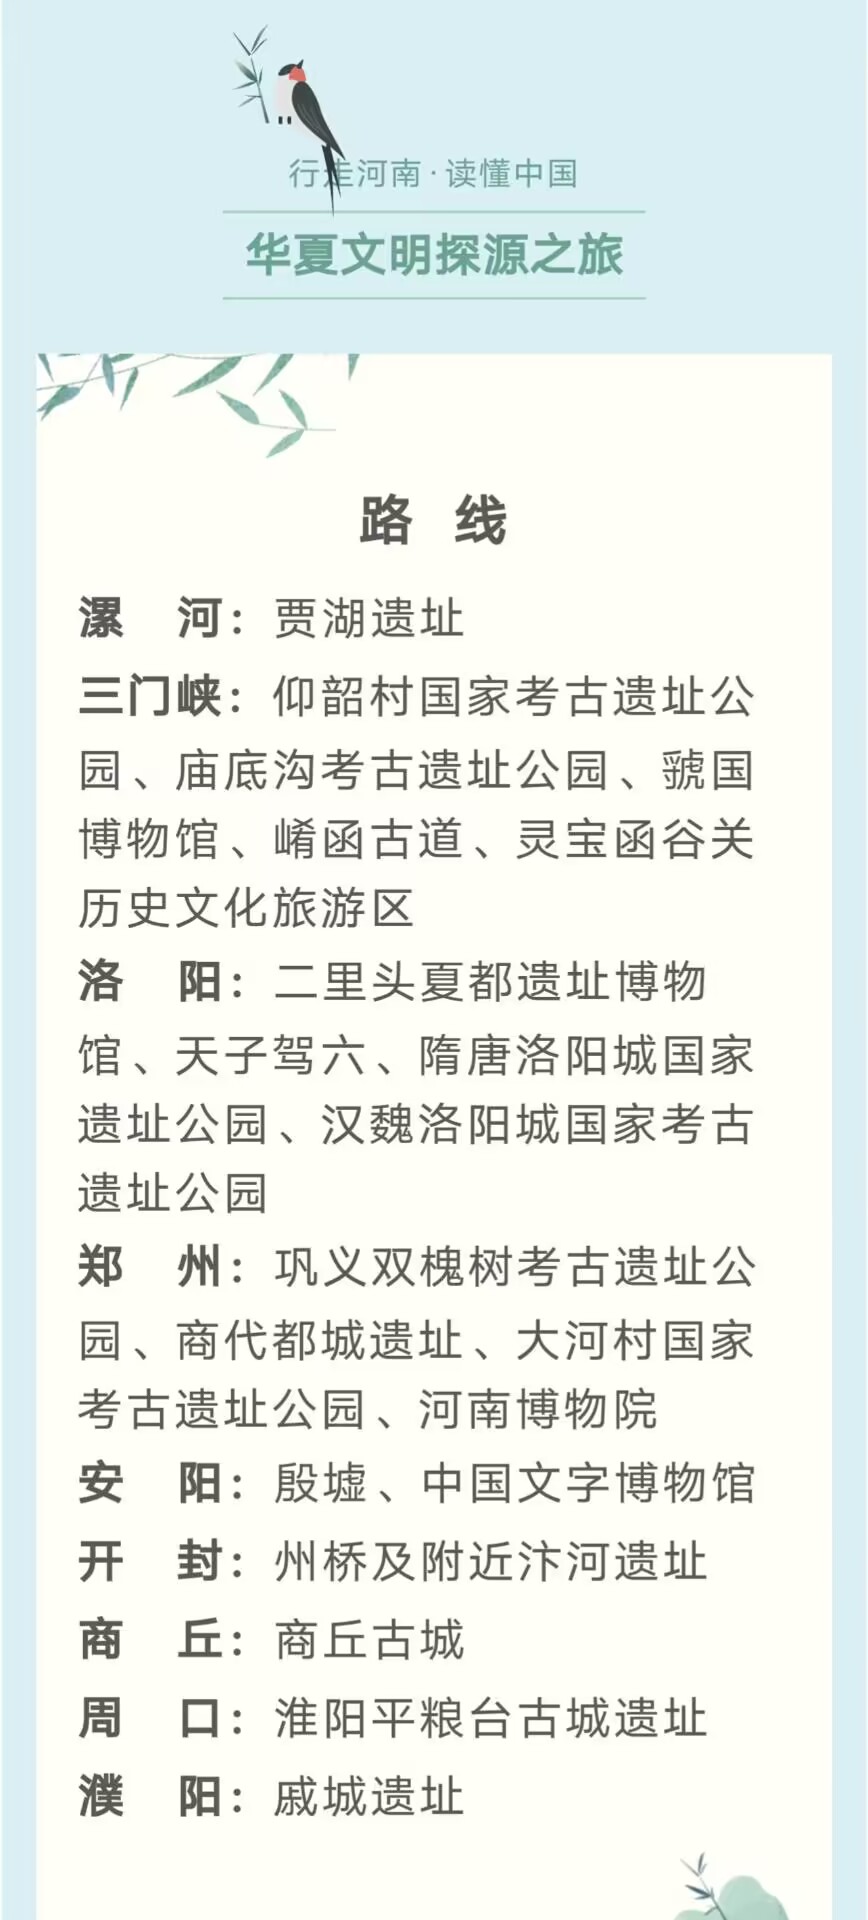 行走河南·读懂中国
华夏文明探源之旅
路 线
漯 河：贾湖遗址
三门峡：仰韶村国家考古遗址公
园、庙底沟考古遗址公园、虢国
博物馆、崤函古道、灵宝函谷关
历史文化旅游区
洛 阳：二里头夏都遗址博物
馆、天子驾六、隋唐洛阳城国家
遗址公园、汉魏洛阳城国家考古
遗址公园
郑 州：巩义双槐树考古遗址公
园、商代都城遗址、大河村国家
考古遗址公园、河南博物院
安 阳：殷墟、中国文字博物馆
开 封：州桥及附近汴河遗址
商 丘：商丘古城
周 口：淮阳平粮台古城遗址
濮 阳：戚城遗址